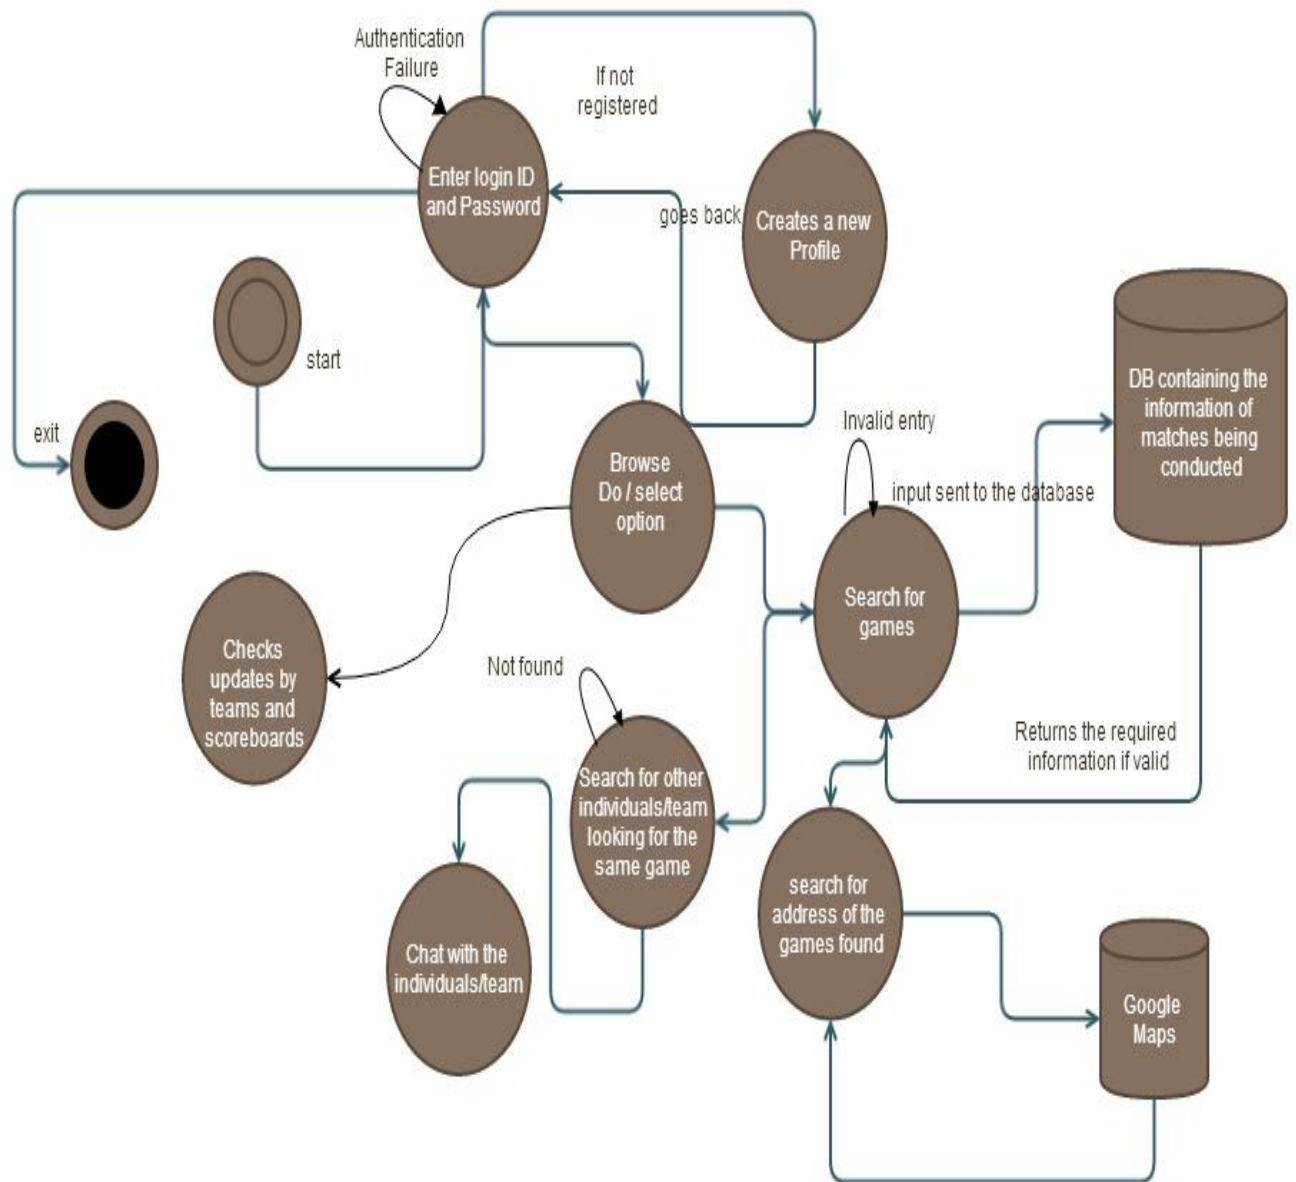 Authentication
Failure
If not
registered
Enter login ID
and Password
goes back
Creates a new
Profile
start
exit
DB containing the
information of
matches being
conducted
Invalid entry
Browse
Do / select
option
input sent to the database
Search for
games
Checks
updates by
teams and
scoreboards
Not found
Returns the required
information if valid
Search for other
individuals/team
looking for the
same game
search for
address of the
games found
Chat with the
individuals/team
Google
Maps